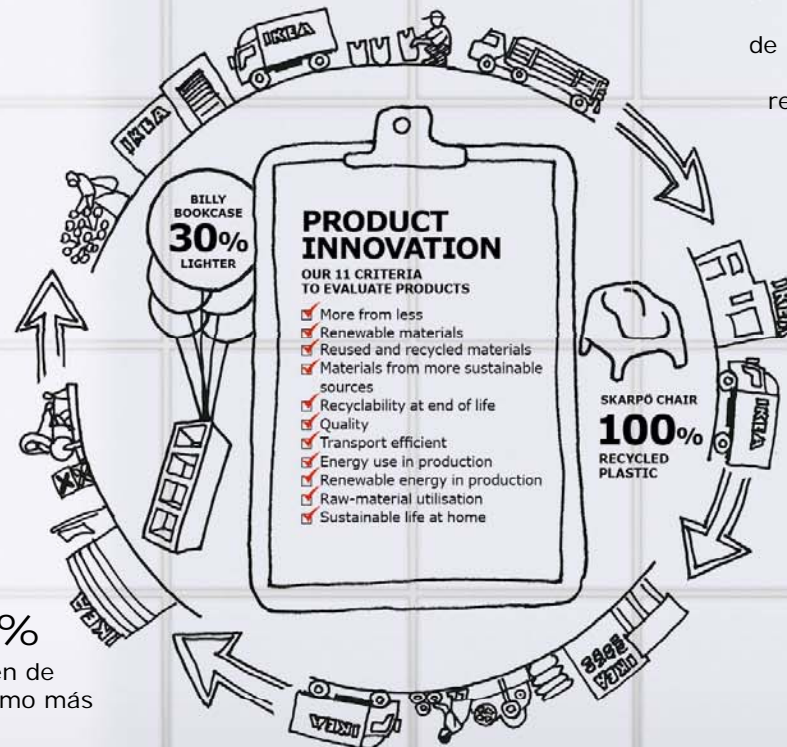 de
re
IKEA
IKEA
BILLY
BOOKCASE
30%
LIGHTER
PRODUCT
INNOVATION
OUR 11 CRITERIA
TO EVALUATE PRODUCTS
More from less
Renewable materials
Reused and recycled materials
Materials from more sustainable
sources
Recyclability at end of life
Quality
Transport efficient
Energy use in production
Renewable energy in production
Raw-material utilisation
Sustainable life at home
IKEA
SKARPÖ CHAIR
100%
RECYCLED
PLASTIC
IKEA
IKEA
IKEA
IKEA
%
en de
mo más